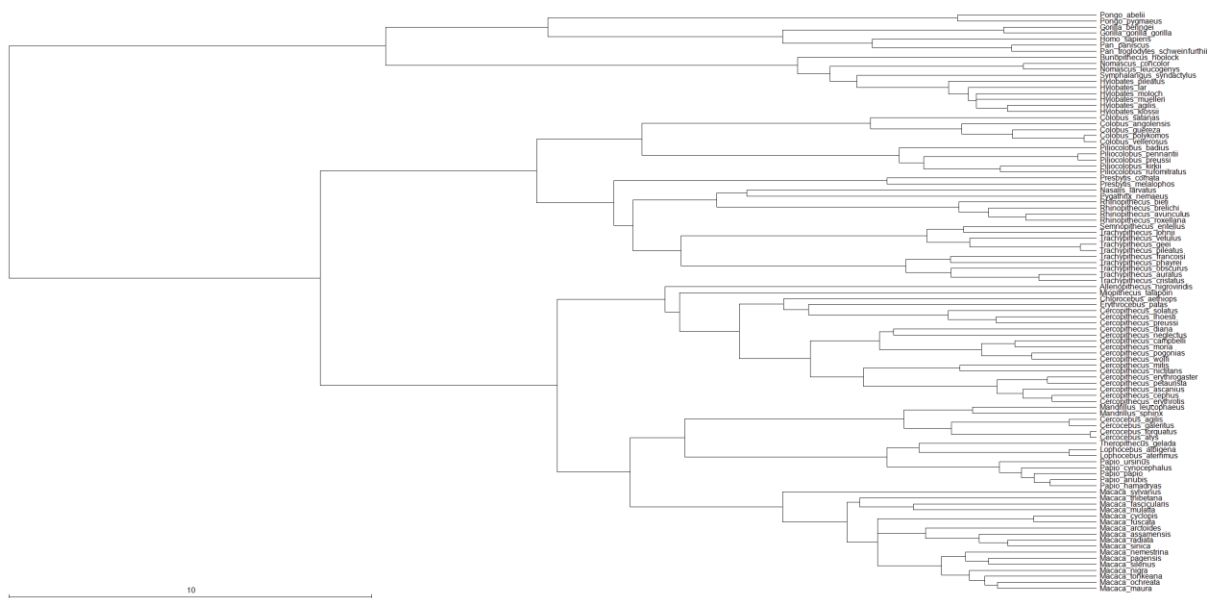 Pongo_abelii
Pongo_pygmaeus
Gorilla_beringei
Gorilla_gorilla_gorilla
Homo_sapiens
Pan_paniscus
Pan_troglodytes_schweinfurthii
Bunopithecus_hoolock
Nomascus_concolor
Nomascus_leucogenys
Symphalangus_syndactylus
Hylobates_pileatus
Hylobates_lar
Hylobates_moloch
Hylobates_muelleri
Hylobates_agilis
Hylobates_klossii
Colobus_satanas
Colobus_angolensis
Colobus_guereza
Colobus_polykomos
Colobus_vellerosus
Piliocolobus_badius
Piliocolobus_pennantii
Piliocolobus_preussi
Piliocolobus_kirkii
Piliocolobus_rufomitratus
Presbytis_comata
Presbytis_melalophos
Nasalis_larvatus
Pygathrix_nemaeus
Rhinopithecus_bieti
Rhinopithecus_brelichi
Rhinopithecus_avunculus
Rhinopithecus_roxellana
Semnopithecus_entellus
Trachypithecus_johnii
Trachypithecus_vetulus
Trachypithecus_geei
Trachypithecus_pileatus
Trachypithecus_francoisi
Trachypithecus_phayrei
Trachypithecus_obscurus
Trachypithecus_auratus
Trachypithecus_cristatus
Allenopithecus_nigroviridis
Miopithecus_talapoin
Chlorocebus_aethiops
Erythrocebus_patas
Cercopithecus_solatus
Cercopithecus_lhoesti
Cercopithecus_preussi
Cercopithecus_diana
Cercopithecus_neglectus
Cercopithecus_campbelli
Cercopithecus_mona
Cercopithecus_pogonias
Cercopithecus_wolfi
Cercopithecus_mitis
Cercopithecus_nictitans
Cercopithecus_erythrogaster
Cercopithecus_petaurista
Cercopithecus_ascanius
Cercopithecus_cephus
Cercopithecus_erythrotis
Mandrillus_leucophaeus
Mandrillus_sphinx
Cercocebus_agilis
Cercocebus_galeritus
Cercocebus_torquatus
Cercocebus_atys
Theropithecus_gelada
Lophocebus_albigena
Lophocebus_aterrimus
Papio_ursinus
Papio_cynocephalus
Papio_papio
Papio_anubis
Papio_hamadryas
Macaca_sylvanus
Macaca_thibetana
Macaca_fascicularis
Macaca_mulatta
Macaca_cyclopis
Macaca_fuscata
Macaca_arctoides
Macaca_assamensis
Macaca_radiata
Macaca_sinica
Macaca_nemestrina
Macaca_pagensis
Macaca_silenus
Macaca_nigra
Macaca_tonkeana
Macaca_ochreata
Macaca_maura
10